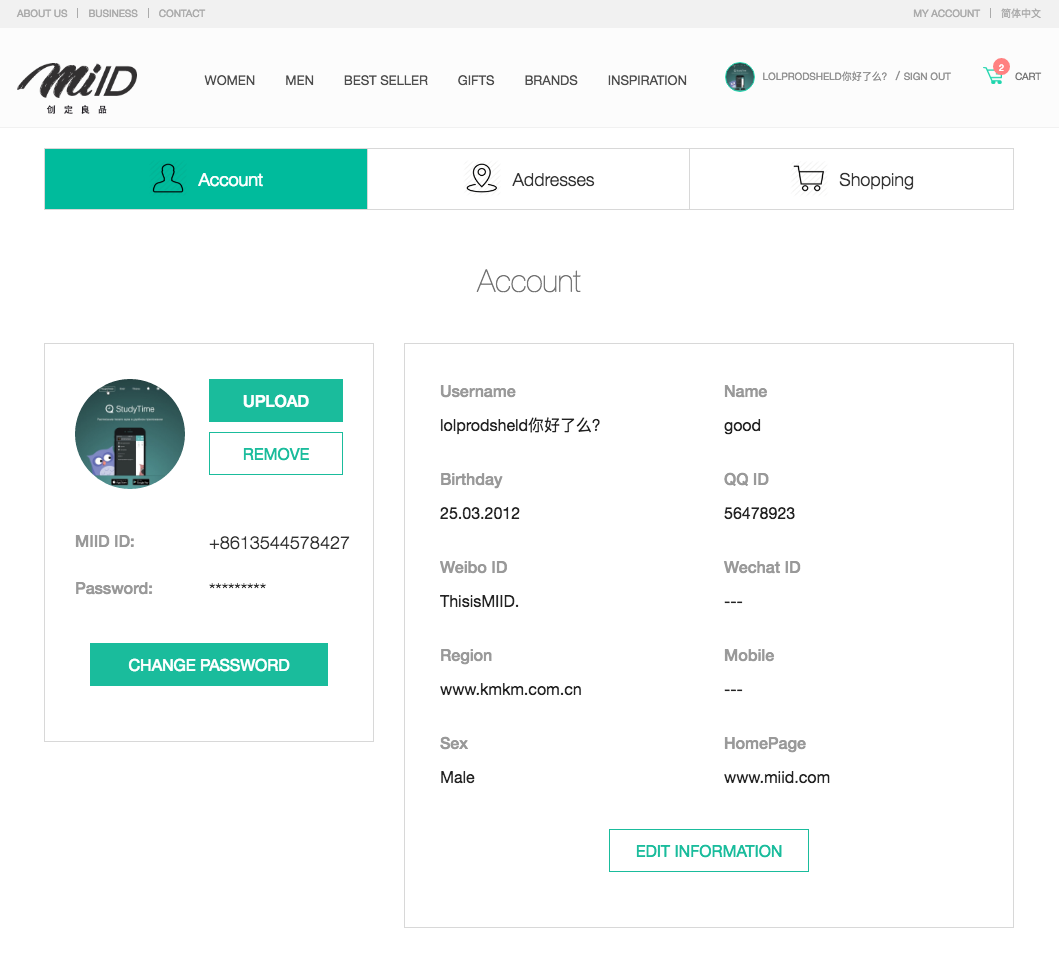 ABOUT US | BUSINESS | CONTACT
MY ACCOUNT | 简体中文
MiID
创定良品
WOMEN MEN BEST SELLER GIFTS BRANDS INSPIRATION
LOLPRODSHELD你好了么? / SIGN OUT
2
CART
Account
Addresses
Shopping
Account
StudyTime
UPLOAD
REMOVE
MIID ID: +8613544578427
Password: *********
CHANGE PASSWORD
Username Name
lolprodsheld你好了么? good
Birthday QQ ID
25.03.2012 56478923
Weibo ID Wechat ID
ThisisMIID. ---
Region Mobile
www.kmkm.com.cn ---
Sex HomePage
Male www.miid.com
EDIT INFORMATION